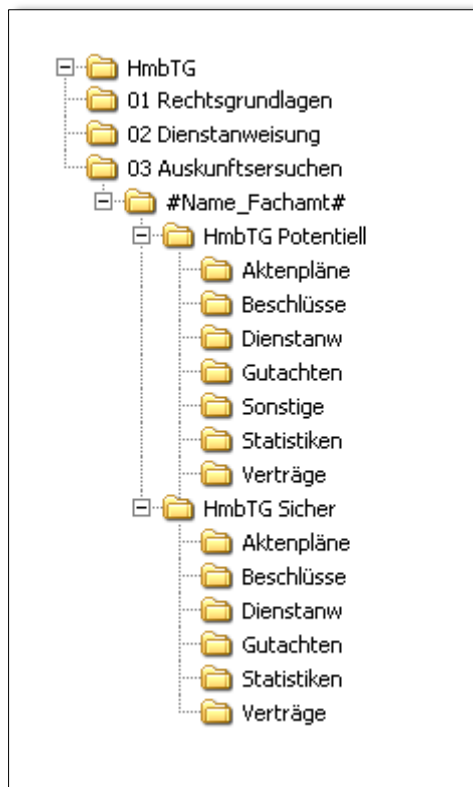 HmbTG
01 Rechtsgrundlagen
02 Dienstanweisung
03 Auskunftsersuchen
#Name_Fachamt#
HmbTG Potentiell
Aktenpläne
Beschlüsse
Dienstanw
Gutachten
Sonstige
Statistiken
Verträge
HmbTG Sicher
Aktenpläne
Beschlüsse
Dienstanw
Gutachten
Statistiken
Verträge